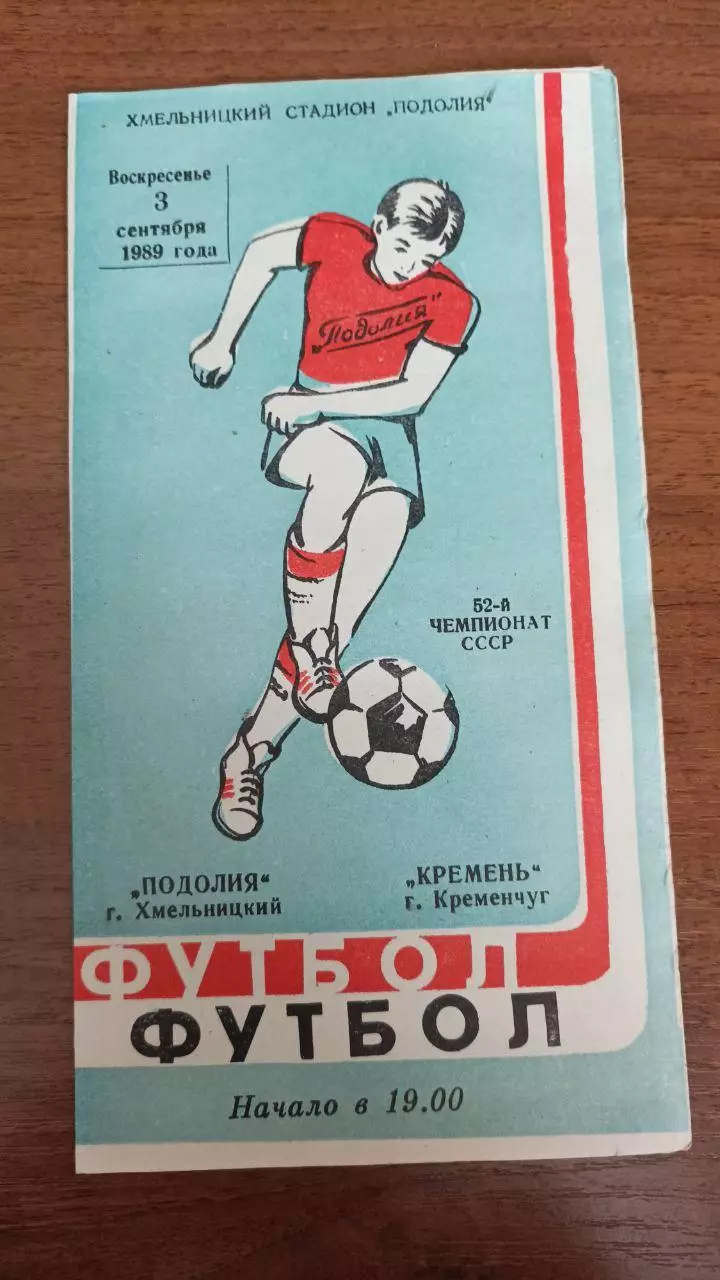 ХМЕЛЬНИЦКИЙ СТАДИОН „ПОДОЛИЯ“
Воскресенье
3
сентября
1989 года
„Подолия“
52-й
ЧЕМПИОНАТ
СССР
„ПОДОЛИЯ“
г. Хмельницкий
„КРЕМЕНЬ“
г. Кременчуг
ФУТБОЛ
ФУТБОЛ
Начало в 19.00